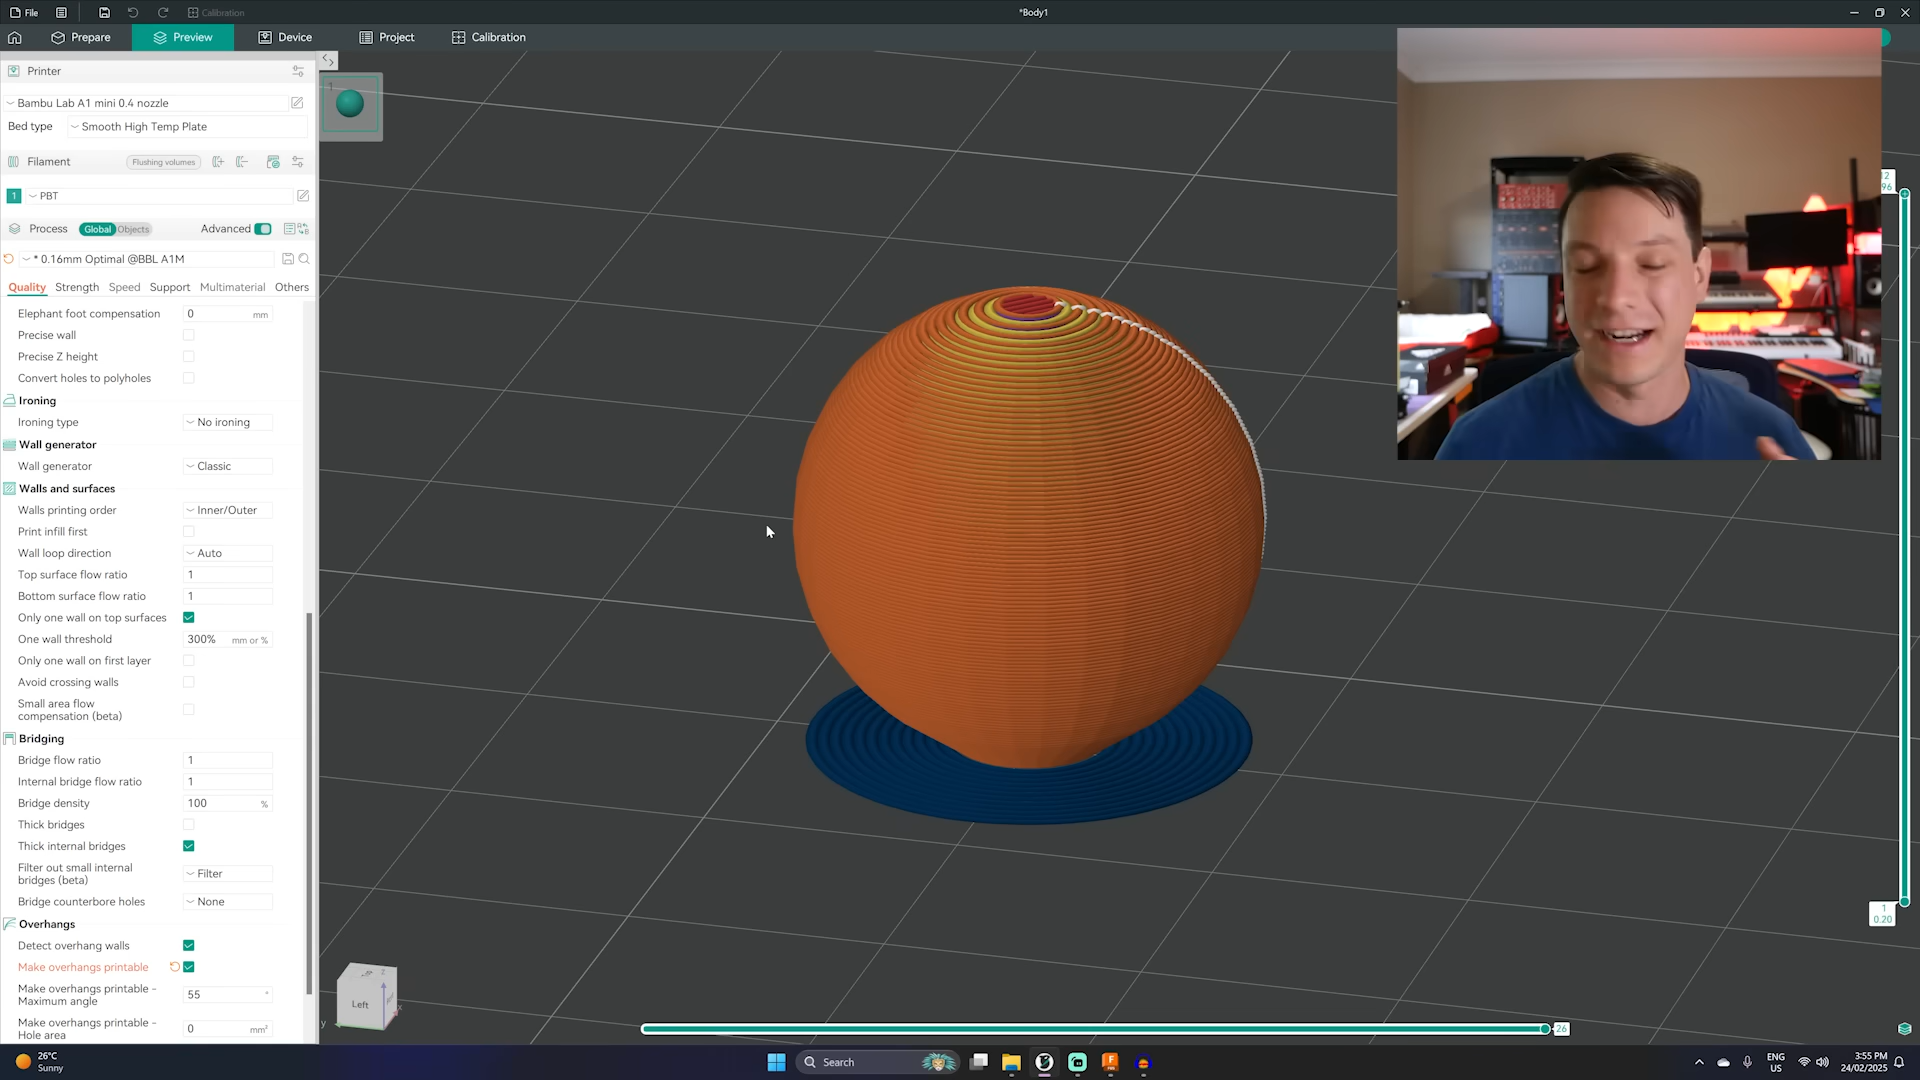 File
Calibration
*Body1
Prepare
Preview
Device
Project
Calibration
Printer
Bambu Lab A1 mini 0.4 nozzle
Bed type
Smooth High Temp Plate
Filament
Flushing volumes
1
PBT
Process
Global
Objects
Advanced
* 0.16mm Optimal @BBL A1M
Quality
Strength
Speed
Support
Multimaterial
Others
Elephant foot compensation
0
mm
Precise wall
Precise Z height
Convert holes to polyholes
Ironing
Ironing type
No ironing
Wall generator
Wall generator
Classic
Walls and surfaces
Walls printing order
Inner/Outer
Print infill first
Wall loop direction
Auto
Top surface flow ratio
1
Bottom surface flow ratio
1
Only one wall on top surfaces
One wall threshold
300%
mm or %
Only one wall on first layer
Avoid crossing walls
Small area flow
compensation (beta)
Bridging
Bridge flow ratio
1
Internal bridge flow ratio
1
Bridge density
100
%
Thick bridges
Thick internal bridges
Filter out small internal
bridges (beta)
Filter
Bridge counterbore holes
None
Overhangs
Detect overhang walls
Make overhangs printable
Make overhangs printable -
Maximum angle
55
°
Make overhangs printable -
Hole area
0
mm²
1
Left
y
26
12
96
1
0.20
26°C
Sunny
Search
ENG
US
3:55 PM
24/02/2025